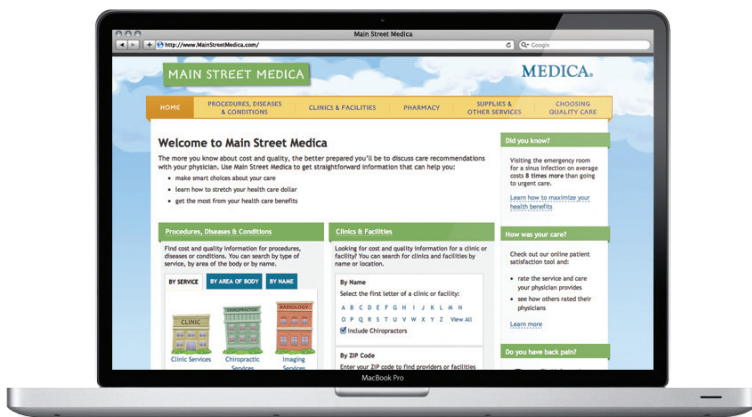 Main Street Medica
http://www.MainStreetMedica.com/
Google
MAIN STREET MEDICA
MEDICA®
HOME
PROCEDURES, DISEASES
& CONDITIONS
CLINICS & FACILITIES
PHARMACY
SUPPLIES &
OTHER SERVICES
CHOOSING
QUALITY CARE
Welcome to Main Street Medica
The more you know about cost and quality, the better prepared you'll be to discuss care recommendations
with your physician. Use Main Street Medica to get straightforward information that can help you:
• make smart choices about your care
• learn how to stretch your health care dollar
• get the most from your health care benefits
Procedures, Diseases & Conditions
Find cost and quality information for procedures,
diseases or conditions. You can search by type of
service, by area of the body or by name.
BY SERVICE
BY AREA OF BODY
BY NAME
CLINIC
CHIROPRACTOR
RADIOLOGY
Clinic Services
Chiropractic
Services
Imaging
Services
Clinics & Facilities
Looking for cost and quality information for a clinic or
facility? You can search for clinics and facilities by
name or location.
By Name
Select the first letter of a clinic or facility:
A B C D E F G H I J K L M N
O P Q R S T U V W X Y Z View All
Include Chiropractors
By ZIP Code
Enter your ZIP code to find providers or facilities
Did you know?
Visiting the emergency room
for a sinus infection on average
costs 8 times more than going
to urgent care.
Learn how to maximize your
health benefits
How was your care?
Check out our online patient
satisfaction tool and:
• rate the service and care
your physician provides
• see how others rated their
physicians
Learn more
Do you have back pain?
MacBook Pro